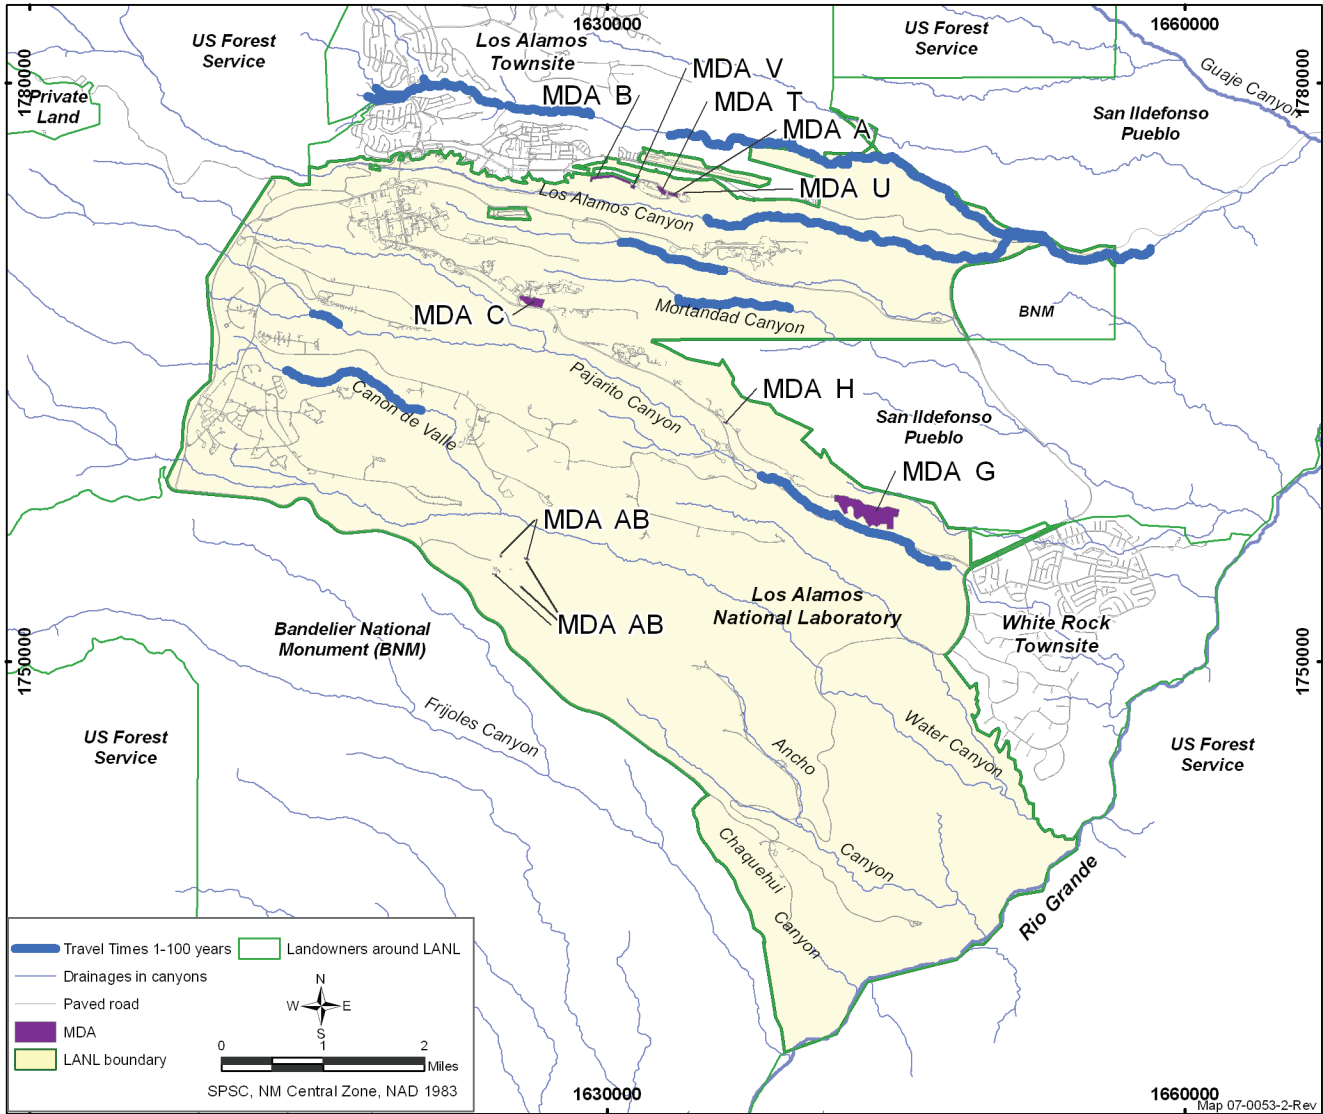 1630000
1660000
US Forest
Service
Los Alamos
Townsite
US Forest
Service
Guaje Canyon
1780000
1780000
Private
Land
MDA V
MDA B
MDA T
MDA A
San Ildefonso
Pueblo
MDA U
Los Alamos Canyon
MDA C
Mortandad Canyon
BNM
Pajarito Canyon
MDA H
Canon de Valle
San Ildefonso
Pueblo
MDA G
MDA AB
Los Alamos
National Laboratory
MDA AB
White Rock
Townsite
Bandelier National
Monument (BNM)
1750000
1750000
Frijoles Canyon
Water Canyon
US Forest
Service
US Forest
Service
Ancho
Canyon
Chaquehui
Canyon
Rio Grande
Travel Times 1-100 years
Landowners around LANL
Drainages in canyons
Paved road
MDA
LANL boundary
N
W
E
S
0 1 2
Miles
SPSC, NM Central Zone, NAD 1983
1630000
1660000
Map 07-0053-2-Rev